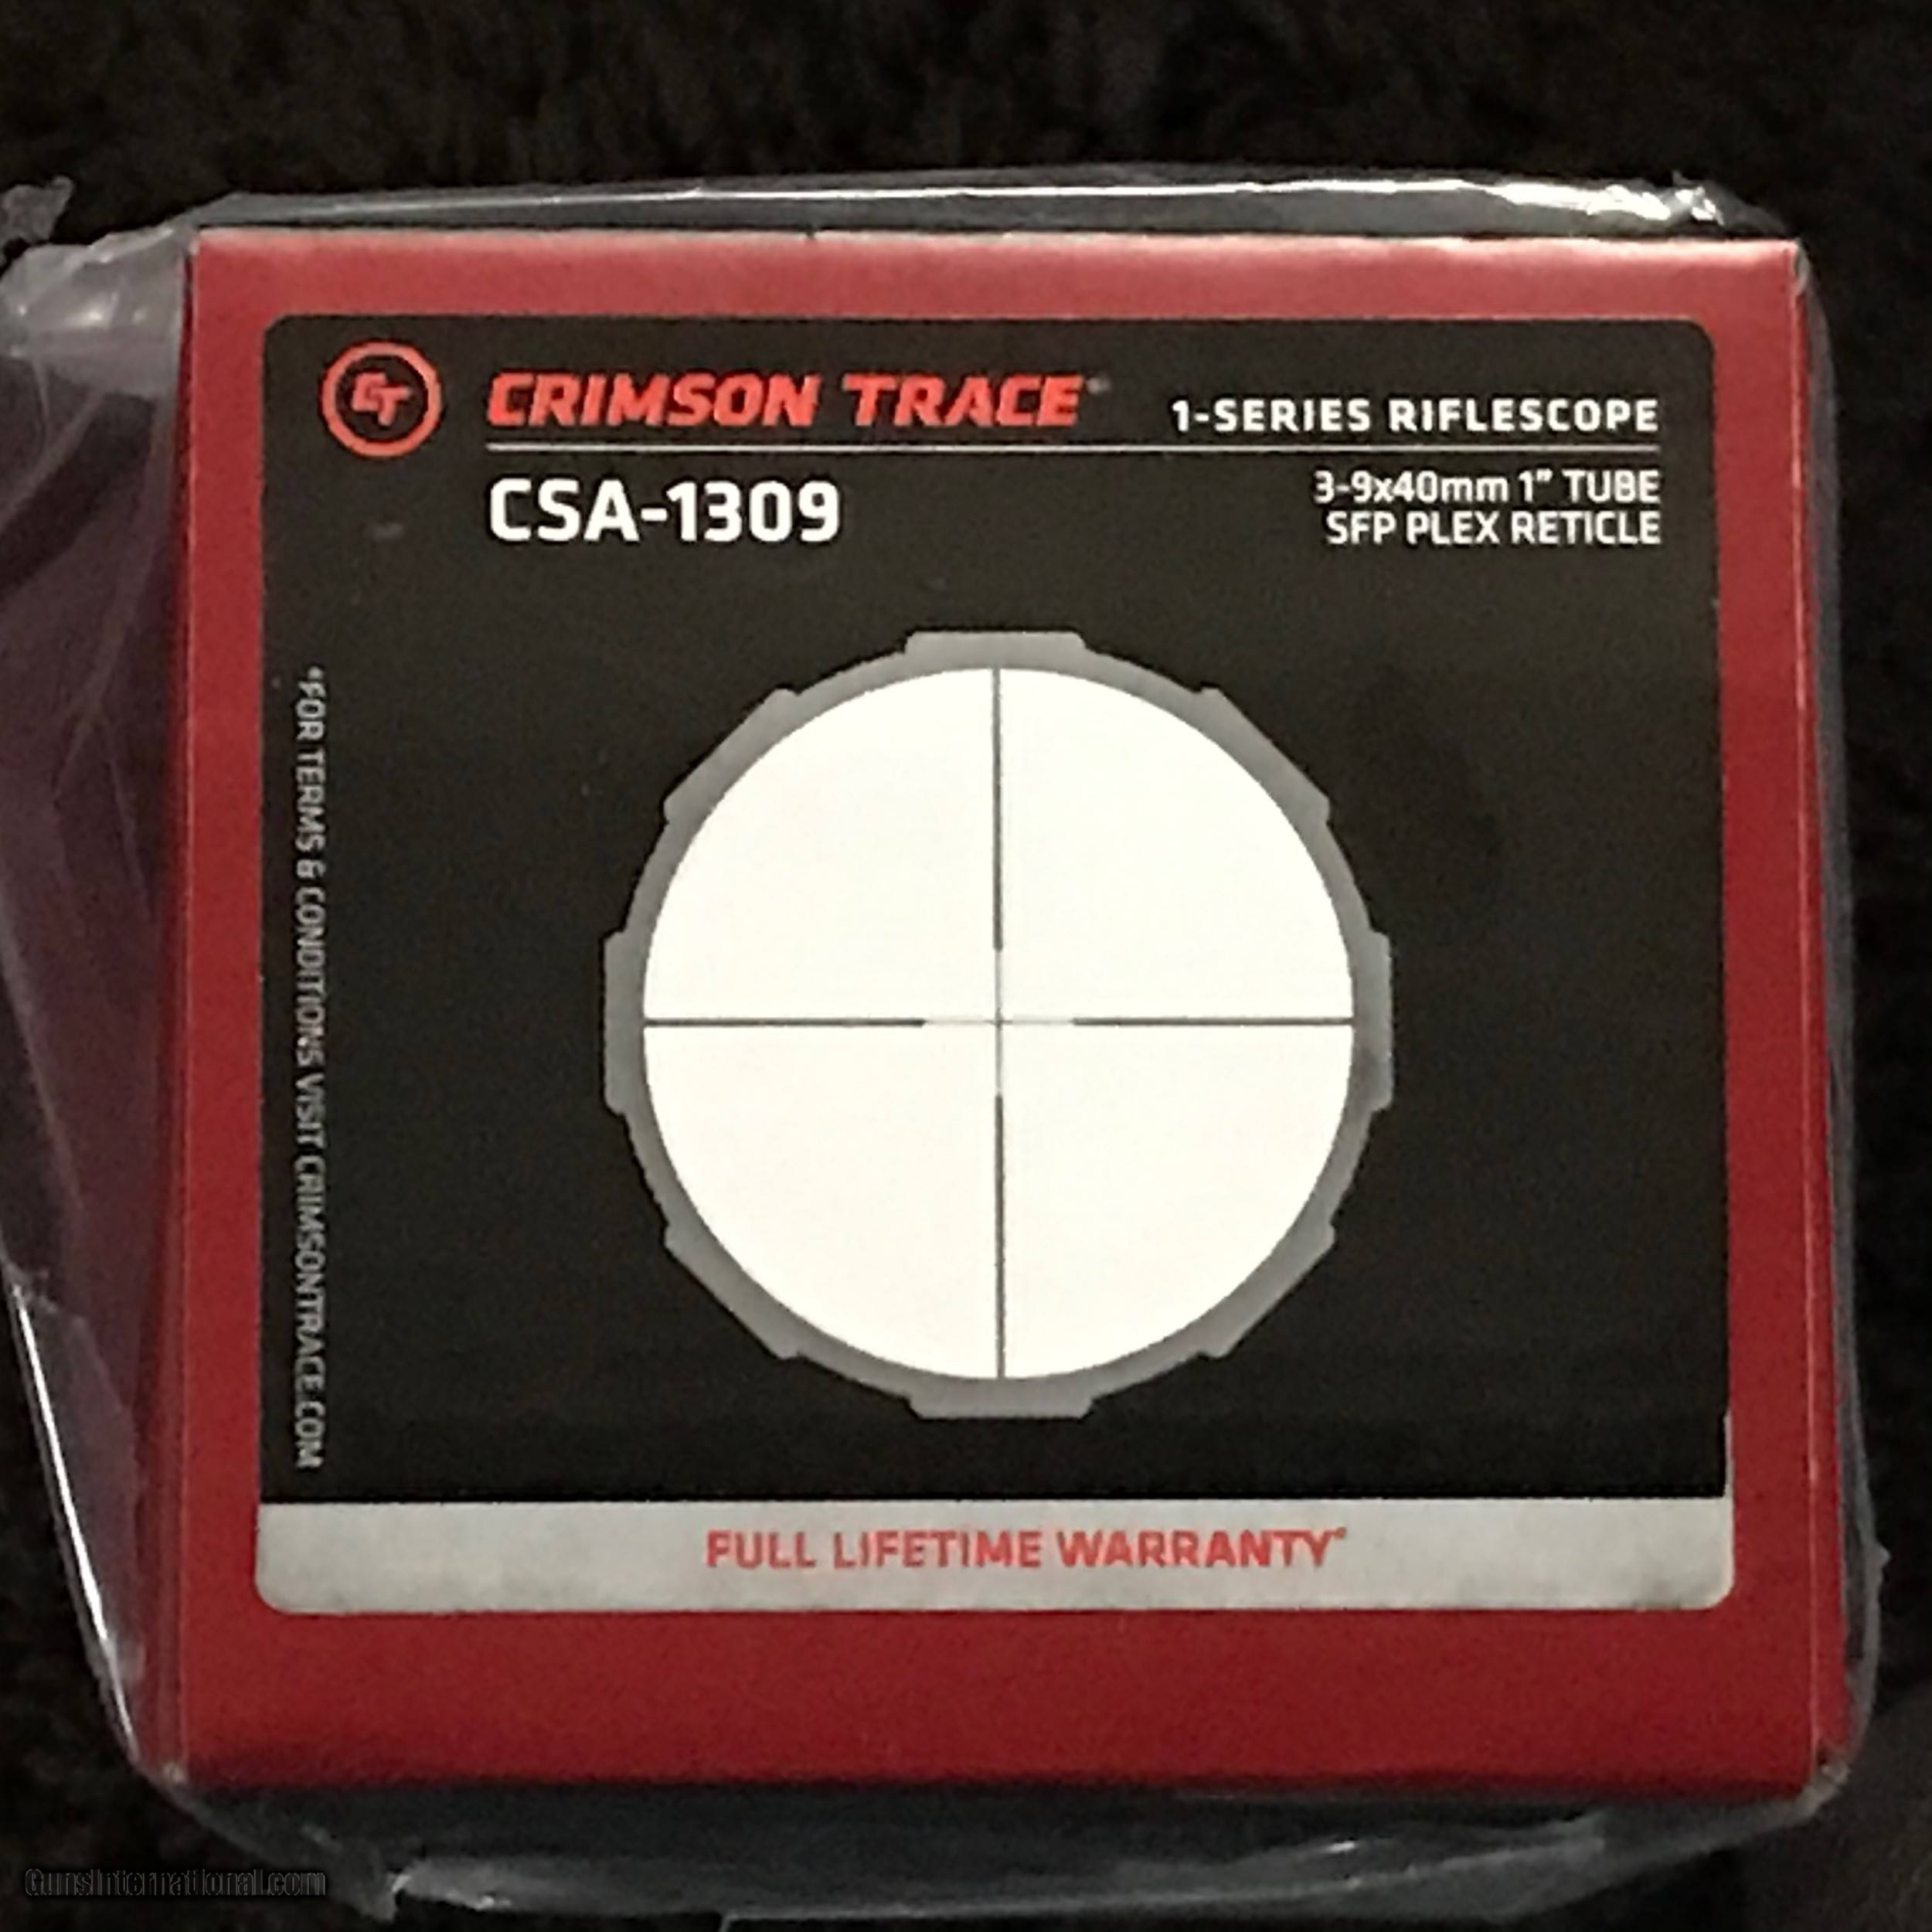 CT
CRIMSON TRACE®
1-SERIES RIFLESCOPE
CSA-1309
3-9x40mm 1" TUBE
SFP PLEX RETICLE
*FOR TERMS & CONDITIONS VISIT CRIMSONTRACE.COM
FULL LIFETIME WARRANTY*
GunsInternational.com